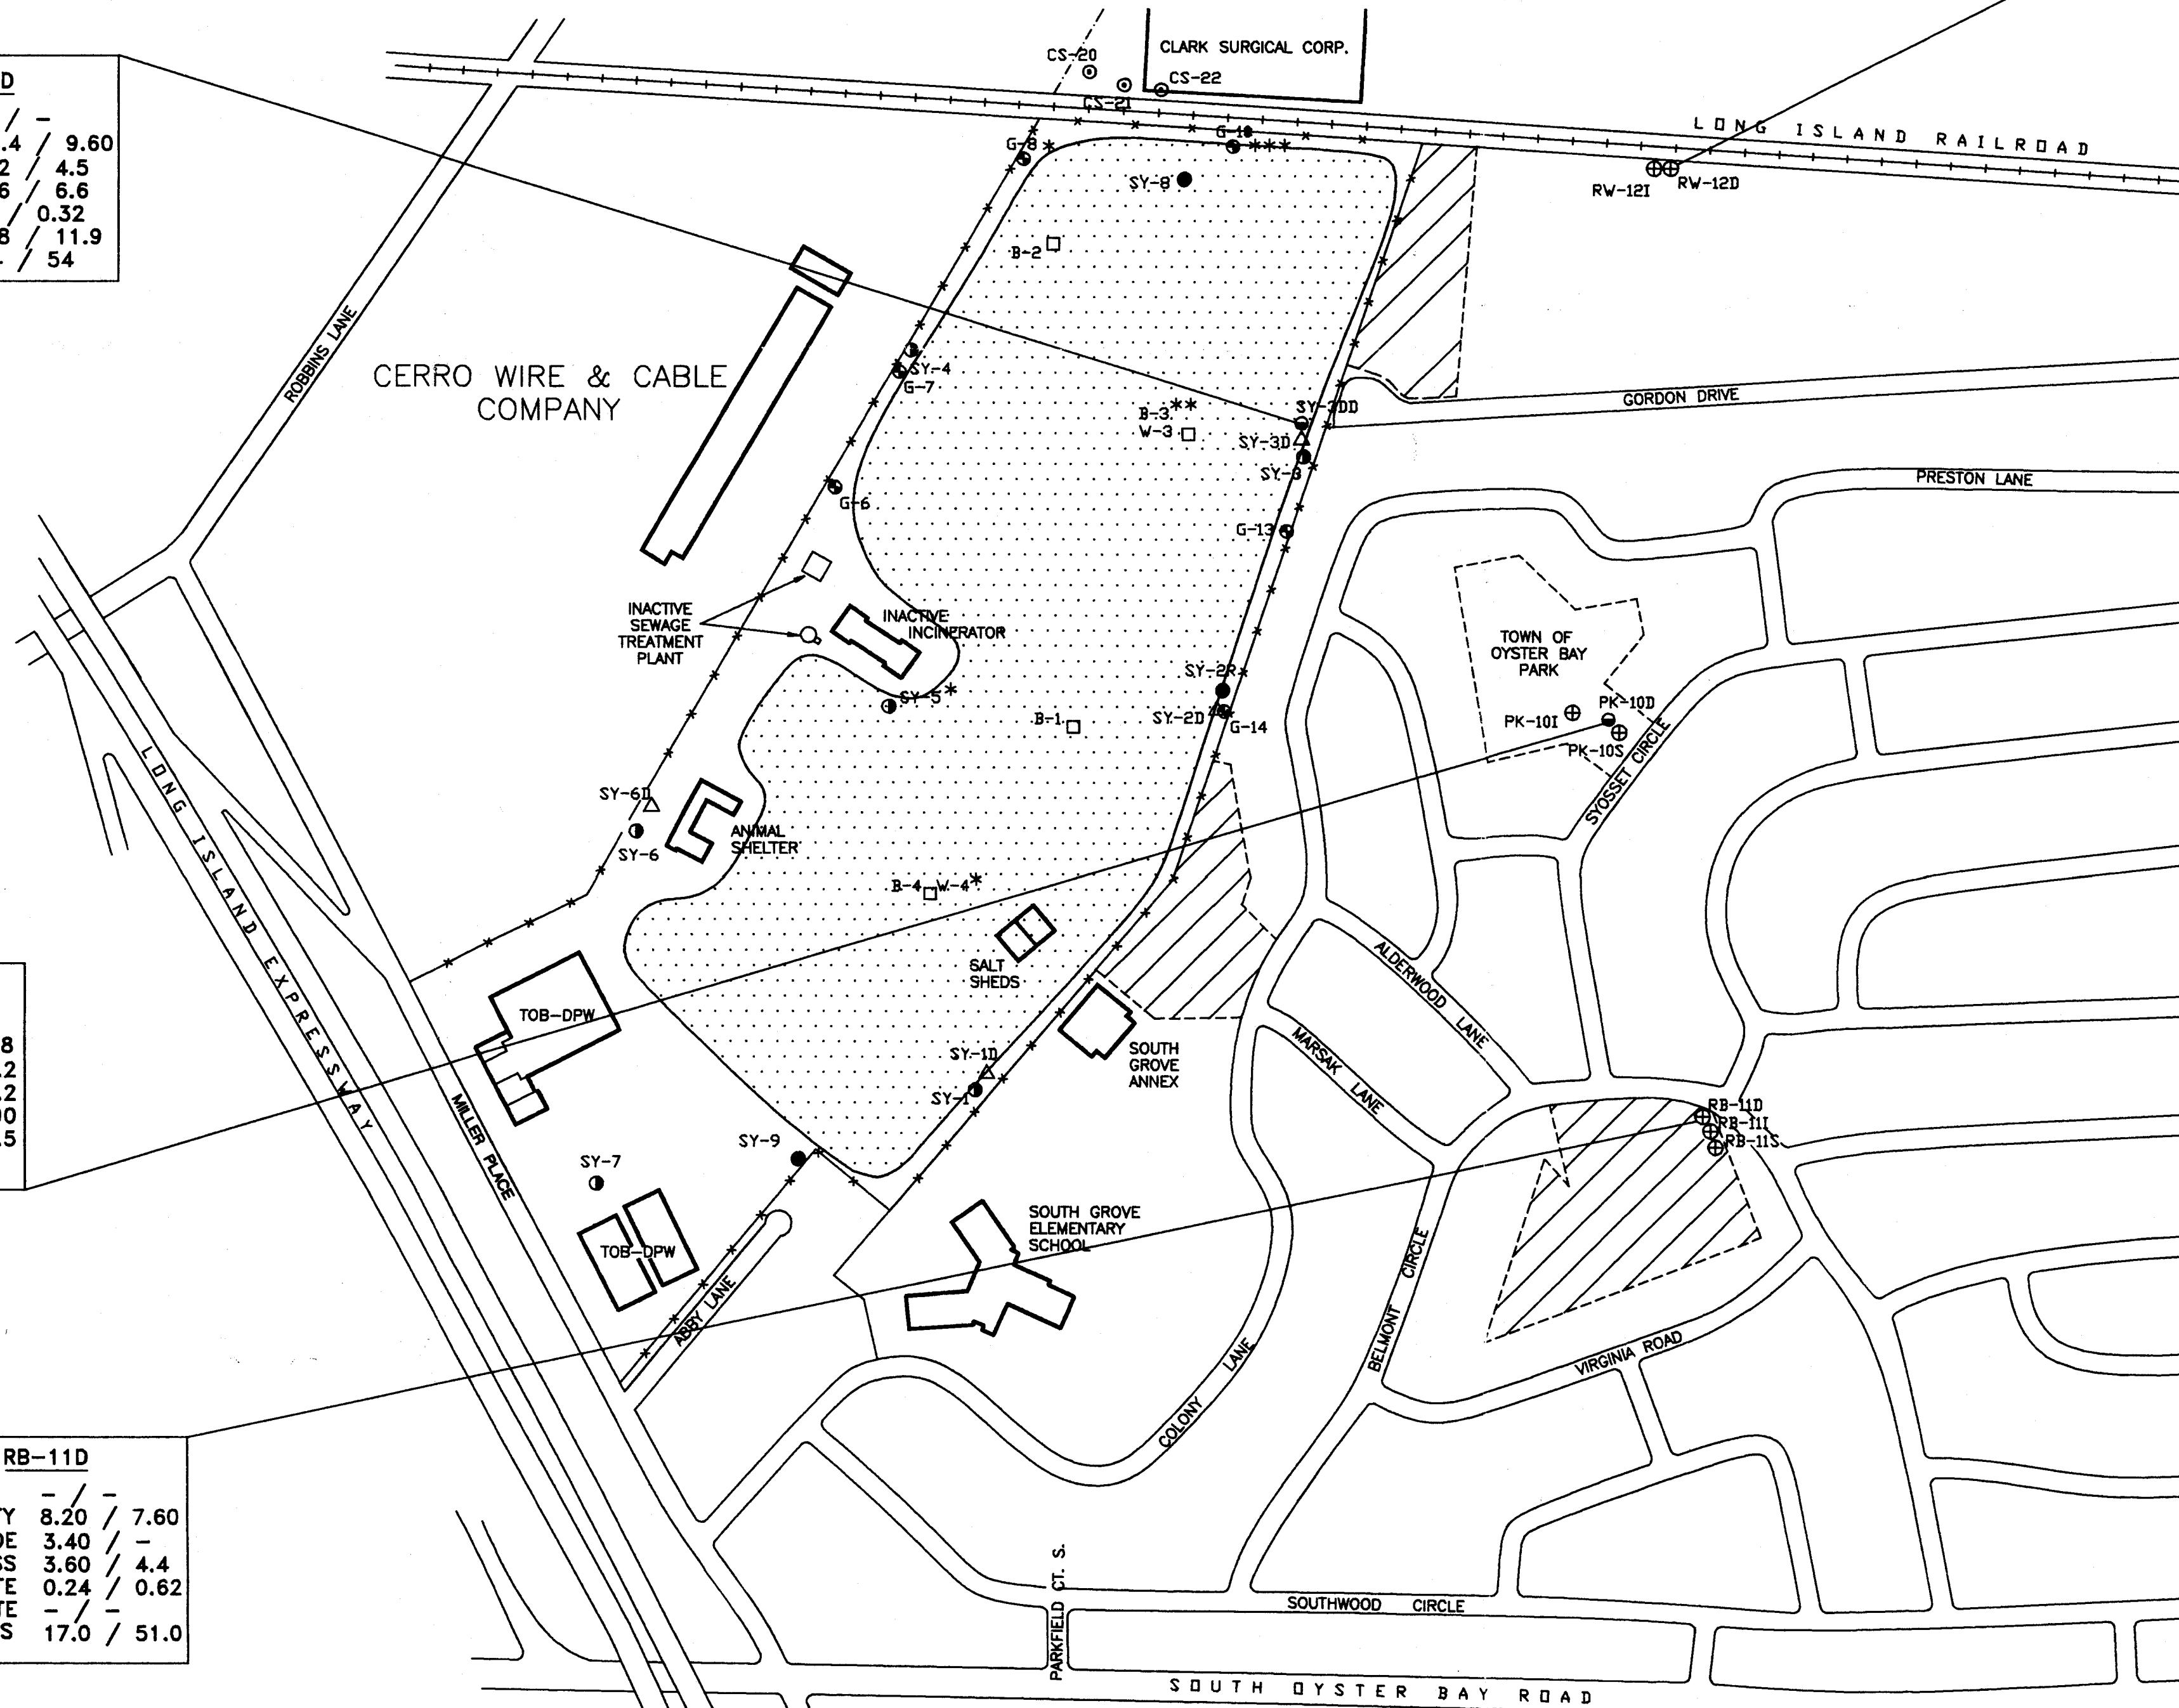 CLARK SURGICAL CORP.
CS-20
CS-22
CS-21
LONG ISLAND RAILROAD
G-8 *
***
SY-8
RW-12I
RW-12D
D
/ -
.4 / 9.60
2 / 4.5
6 / 6.6
/ 0.32
8 / 11.9
- / 54
B-2
ROBBINS LANE
CERRO WIRE & CABLE
COMPANY
SY-4
G-7
B-3 **
W-3
SY-3DD
SY-3D
SY-3
GORDON DRIVE
PRESTON LANE
G-6
G-13
INACTIVE
SEWAGE
TREATMENT
PLANT
INACTIVE
INCINERATOR
TOWN OF
OYSTER BAY
PARK
SY-5 *
SY-2R
SY-2D
G-14
B-1
PK-10I
PK-10D
PK-10S
SYOSSET CIRCLE
LONG ISLAND EXPRESSWAY
SY-6D
SY-6
ANIMAL
SHELTER
B-4 W-4 *
SALT
SHEDS
ALDERWOOD LANE
TOB-DPW
8
.2
.2
00
.5
SOUTH
GROVE
ANNEX
MARSAK LANE
SY-1D
SY-1
MILLER PLACE
RB-11D
RB-11I
RB-11S
SY-9
SY-7
TOB-DPW
SOUTH GROVE
ELEMENTARY
SCHOOL
ABBY LANE
BELMONT CIRCLE
VIRGINIA ROAD
COLONY LANE
RB-11D
- / -
TY 8.20 / 7.60
DE 3.40 / -
SS 3.60 / 4.4
TE 0.24 / 0.62
TE - / -
S 17.0 / 51.0
PARKFIELD CT. S.
SOUTHWOOD CIRCLE
SOUTH OYSTER BAY ROAD